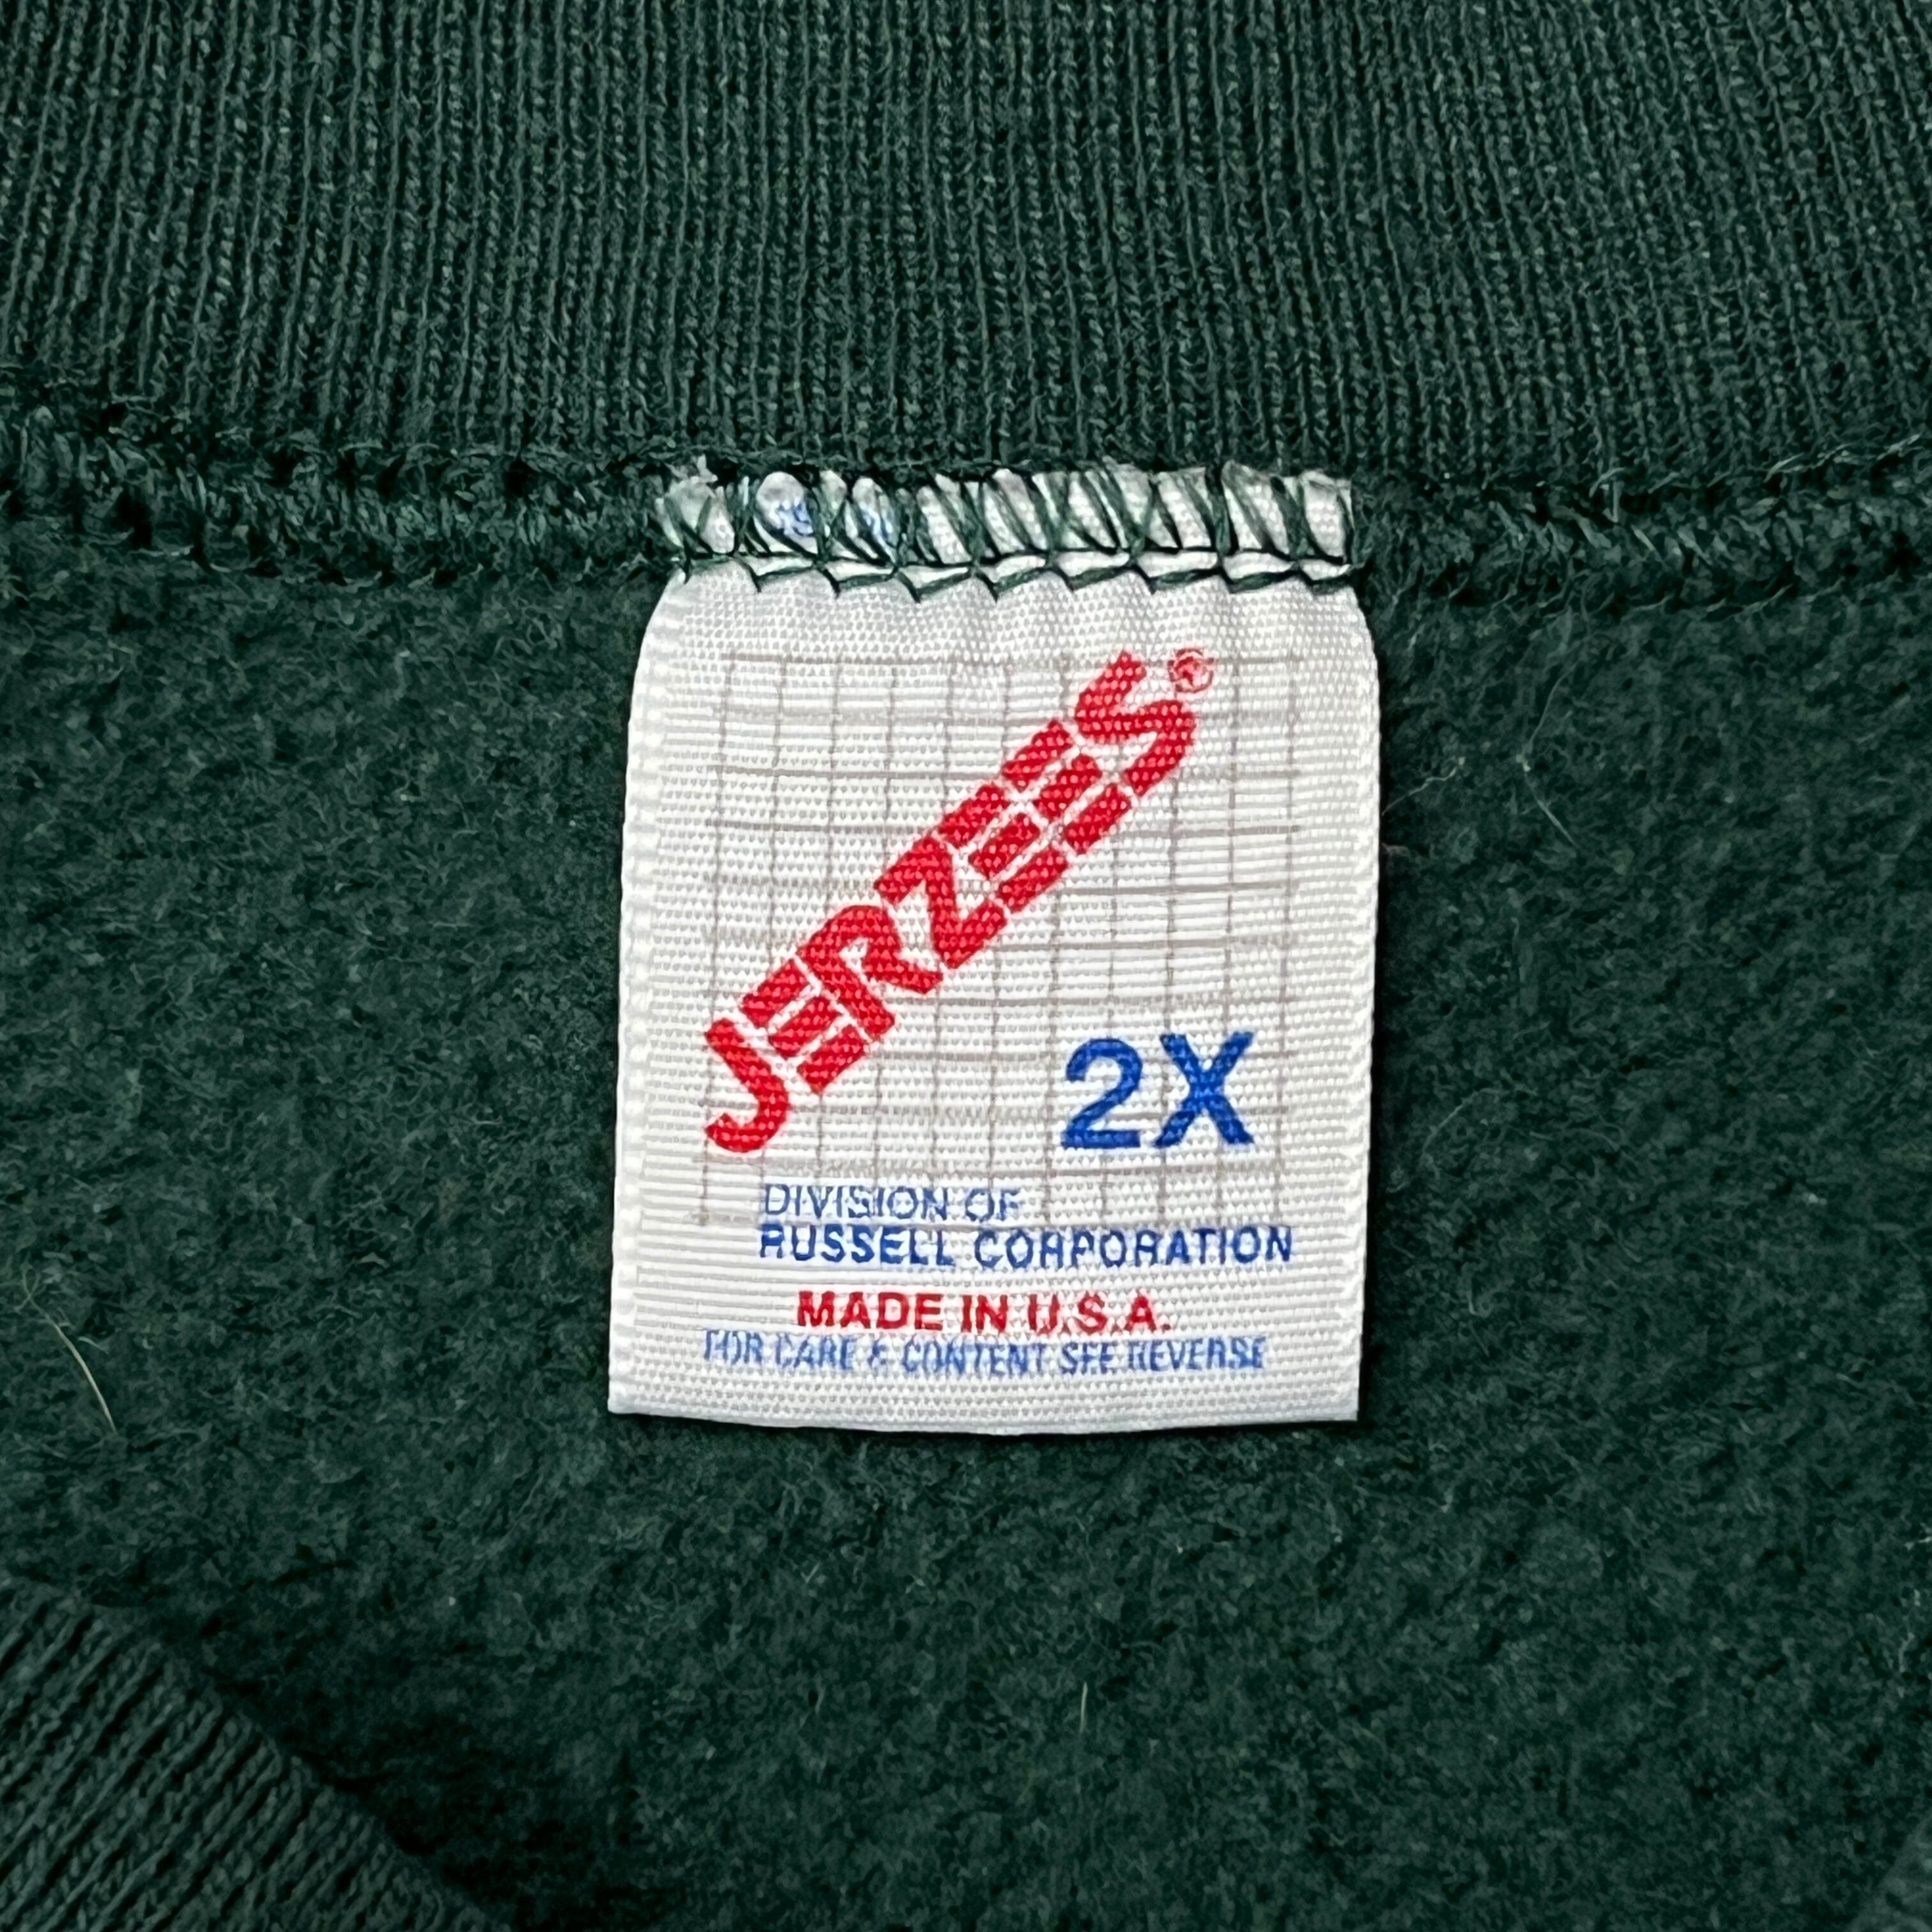 JERZEES®
2X
DIVISION OF
RUSSELL CORPORATION
MADE IN U.S.A.
FOR CARE & CONTENT SEE REVERSE